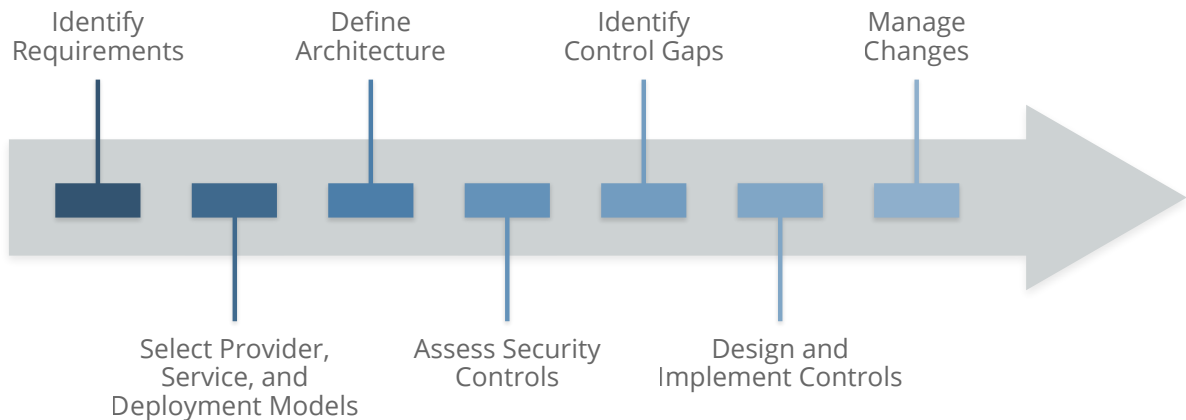 Identify
Requirements
Define
Architecture
Identify
Control Gaps
Manage
Changes
Select Provider,
Service, and
Deployment Models
Assess Security
Controls
Design and
Implement Controls